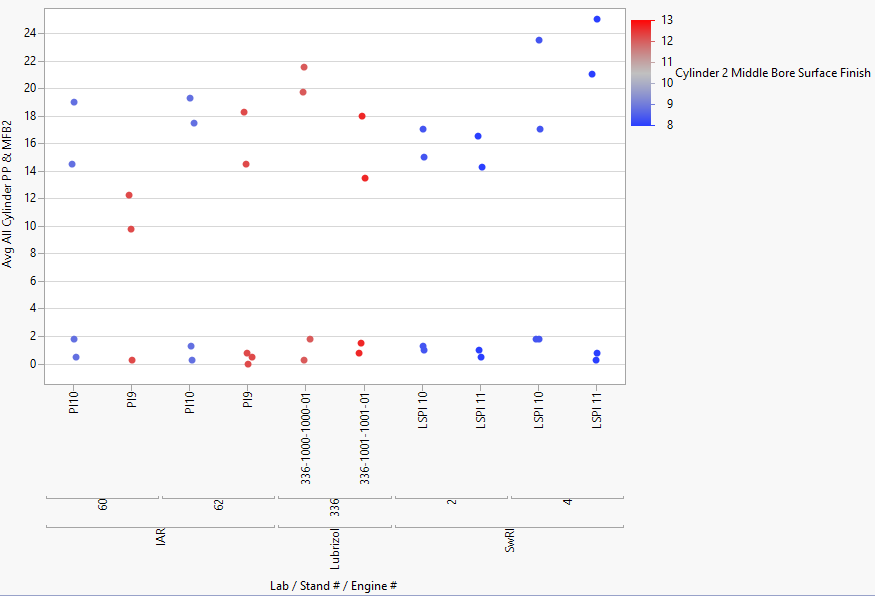 Avg All Cylinder PP & MFB2
24
22
20
18
16
14
12
10
8
6
4
2
0
13
12
11
10
9
8
Cylinder 2 Middle Bore Surface Finish
PI10
PI9
PI10
PI9
336-1000-1000-01
336-1001-1001-01
LSPI 10
LSPI 11
LSPI 10
LSPI 11
60
62
336
2
4
IAR
Lubrizol
SwRI
Lab / Stand # / Engine #